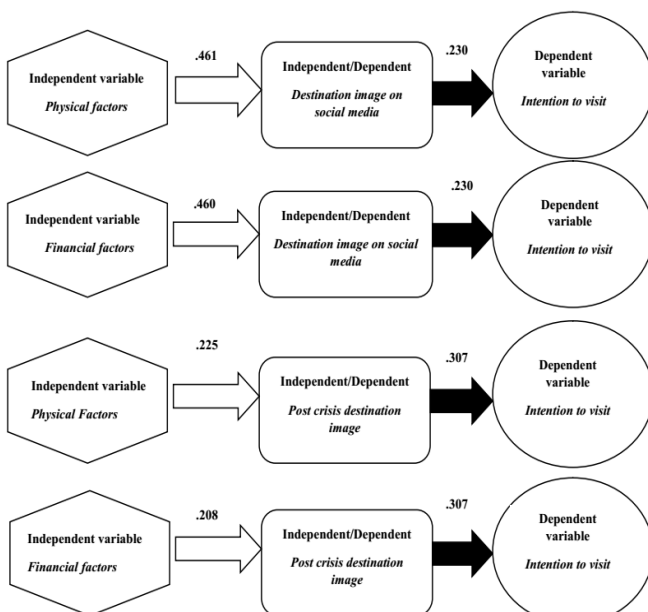 .461
.230
Independent variable
Physical factors
Independent/Dependent
Destination image on
social media
Dependent
variable
Intention to visit
.460
.230
Independent variable
Financial factors
Independent/Dependent
Destination image on social
media
Dependent
variable
Intention to visit
.225
.307
Independent variable
Physical Factors
Independent/Dependent
Post crisis destination
image
Dependent
variable
Intention to visit
.208
.307
Independent variable
Financial factors
Independent/Dependent
Post crisis destination
image
Dependent
variable
Intention to visit